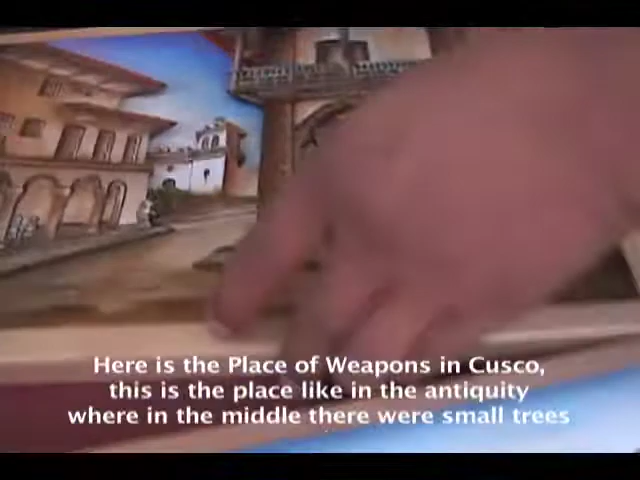 Here is the Place of Weapons in Cusco,
this is the place like in the antiquity
where in the middle there were small trees